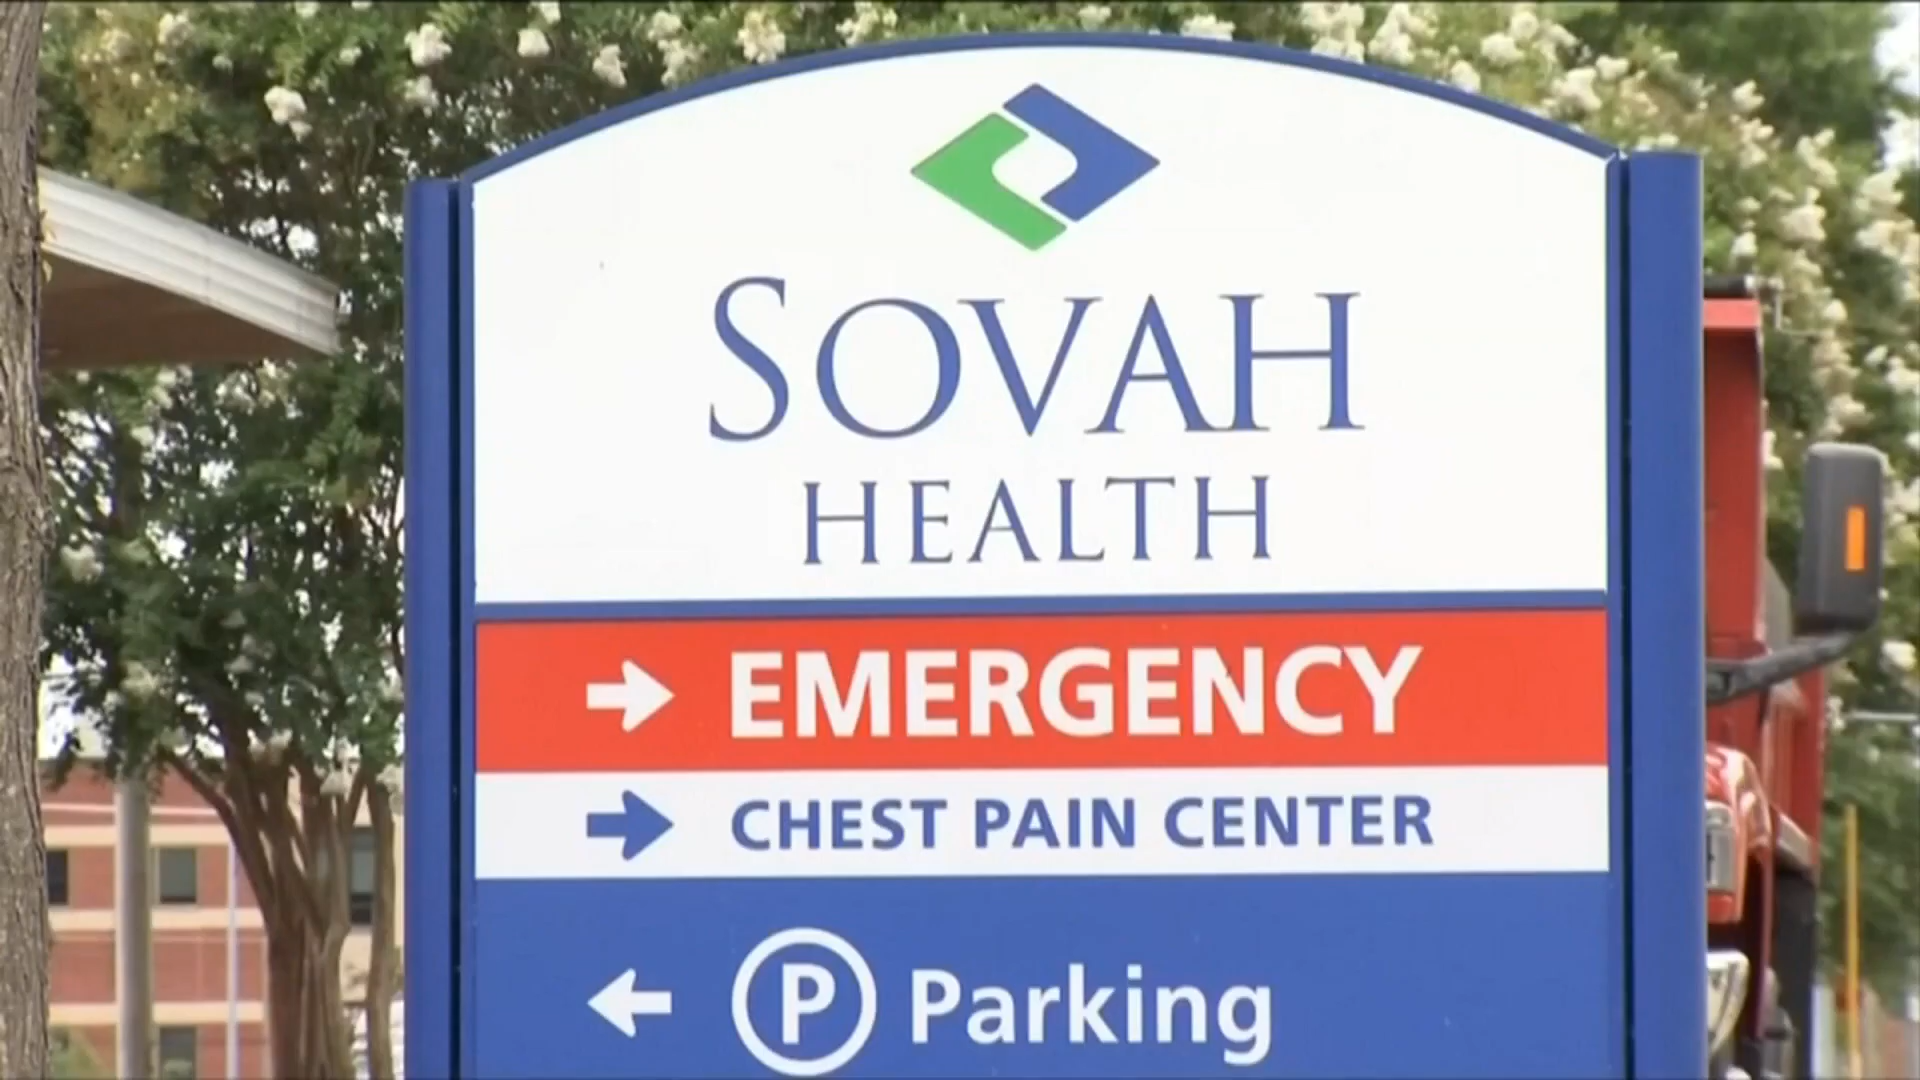 SOVAH
HEALTH
EMERGENCY
CHEST PAIN CENTER
P Parking